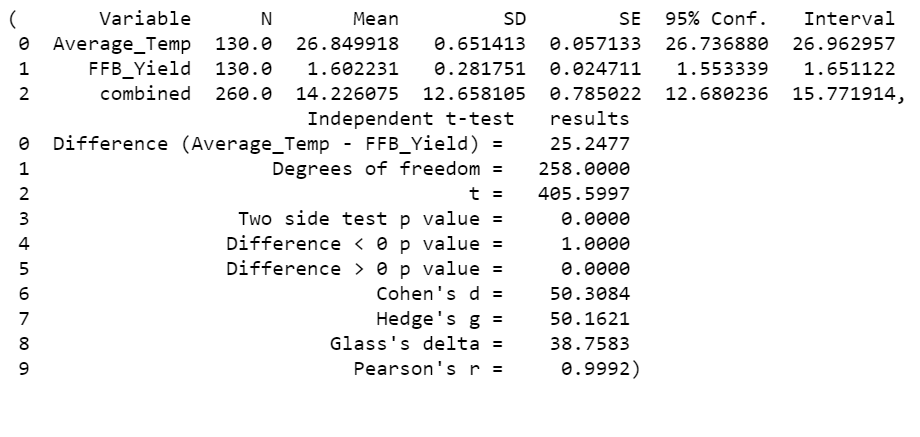 (      Variable      N       Mean         SD        SE  95% Conf.   Interval
0  Average_Temp  130.0  26.849918   0.651413  0.057133  26.736880  26.962957
1     FFB_Yield  130.0   1.602231   0.281751  0.024711   1.553339   1.651122
2      combined  260.0  14.226075  12.658105  0.785022  12.680236  15.771914,
Independent t-test   results
0  Difference (Average_Temp - FFB_Yield) =    25.2477
1  Degrees of freedom =   258.0000
2  t =   405.5997
3  Two side test p value =     0.0000
4  Difference < 0 p value =     1.0000
5  Difference > 0 p value =     0.0000
6  Cohen's d =    50.3084
7  Hedge's g =    50.1621
8  Glass's delta =    38.7583
9  Pearson's r =     0.9992)